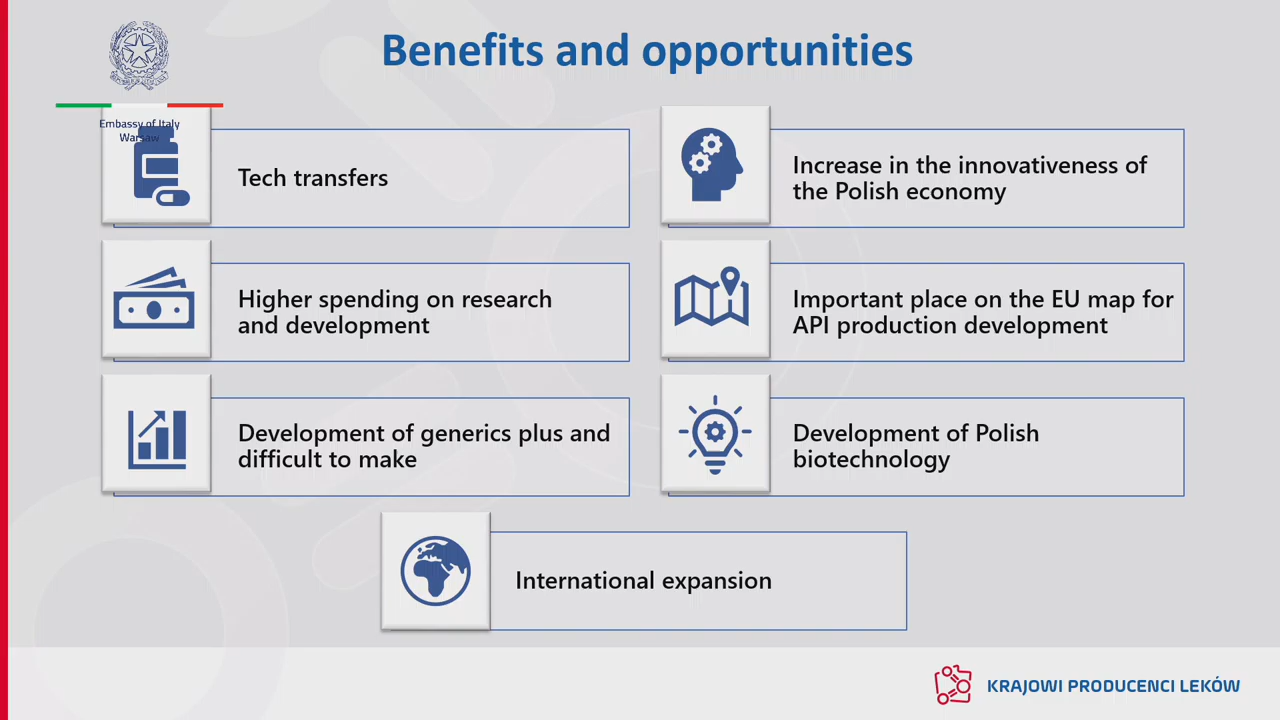 Benefits and opportunities
Embassy of Italy
Warsaw
Tech transfers
Increase in the innovativeness of
the Polish economy
Higher spending on research
and development
Important place on the EU map for
API production development
Development of generics plus and
difficult to make
Development of Polish
biotechnology
International expansion
KRAJOWI PRODUCENCI LEKÓW